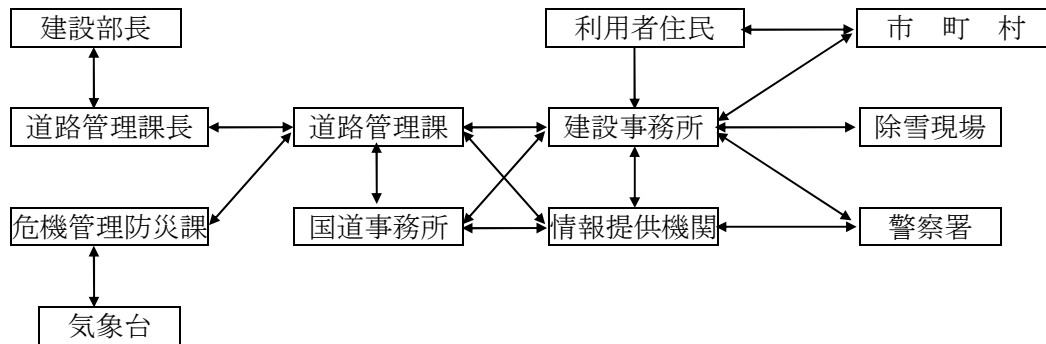 建設部長
利用者住民
市 町 村
道路管理課長
道路管理課
建設事務所
除雪現場
危機管理防災課
国道事務所
情報提供機関
警察署
気象台